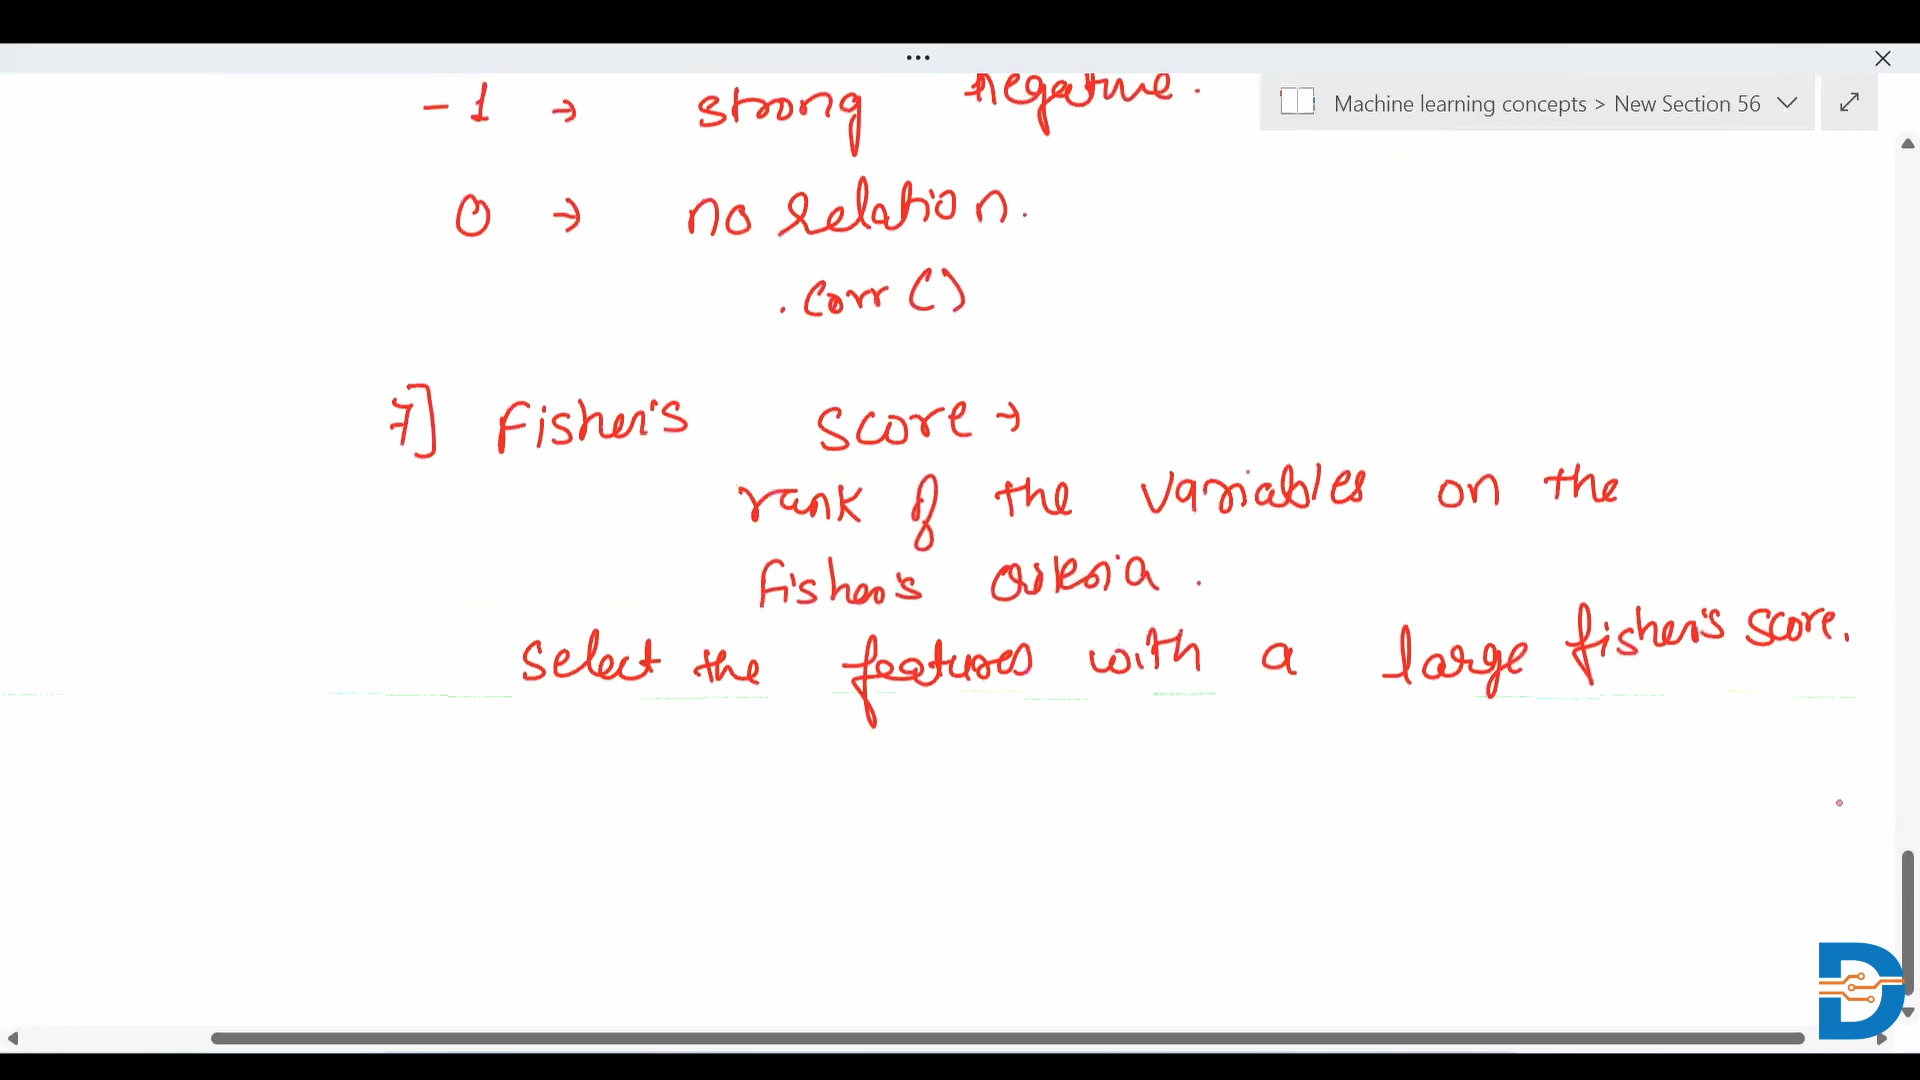 ...
Machine learning concepts > New Section 56
-1 → strong negative.
0 → no relation.
.corr()
7] Fisher's score →
rank of the variables on the
fisher's criteria.
Select the features with a large fisher's score.